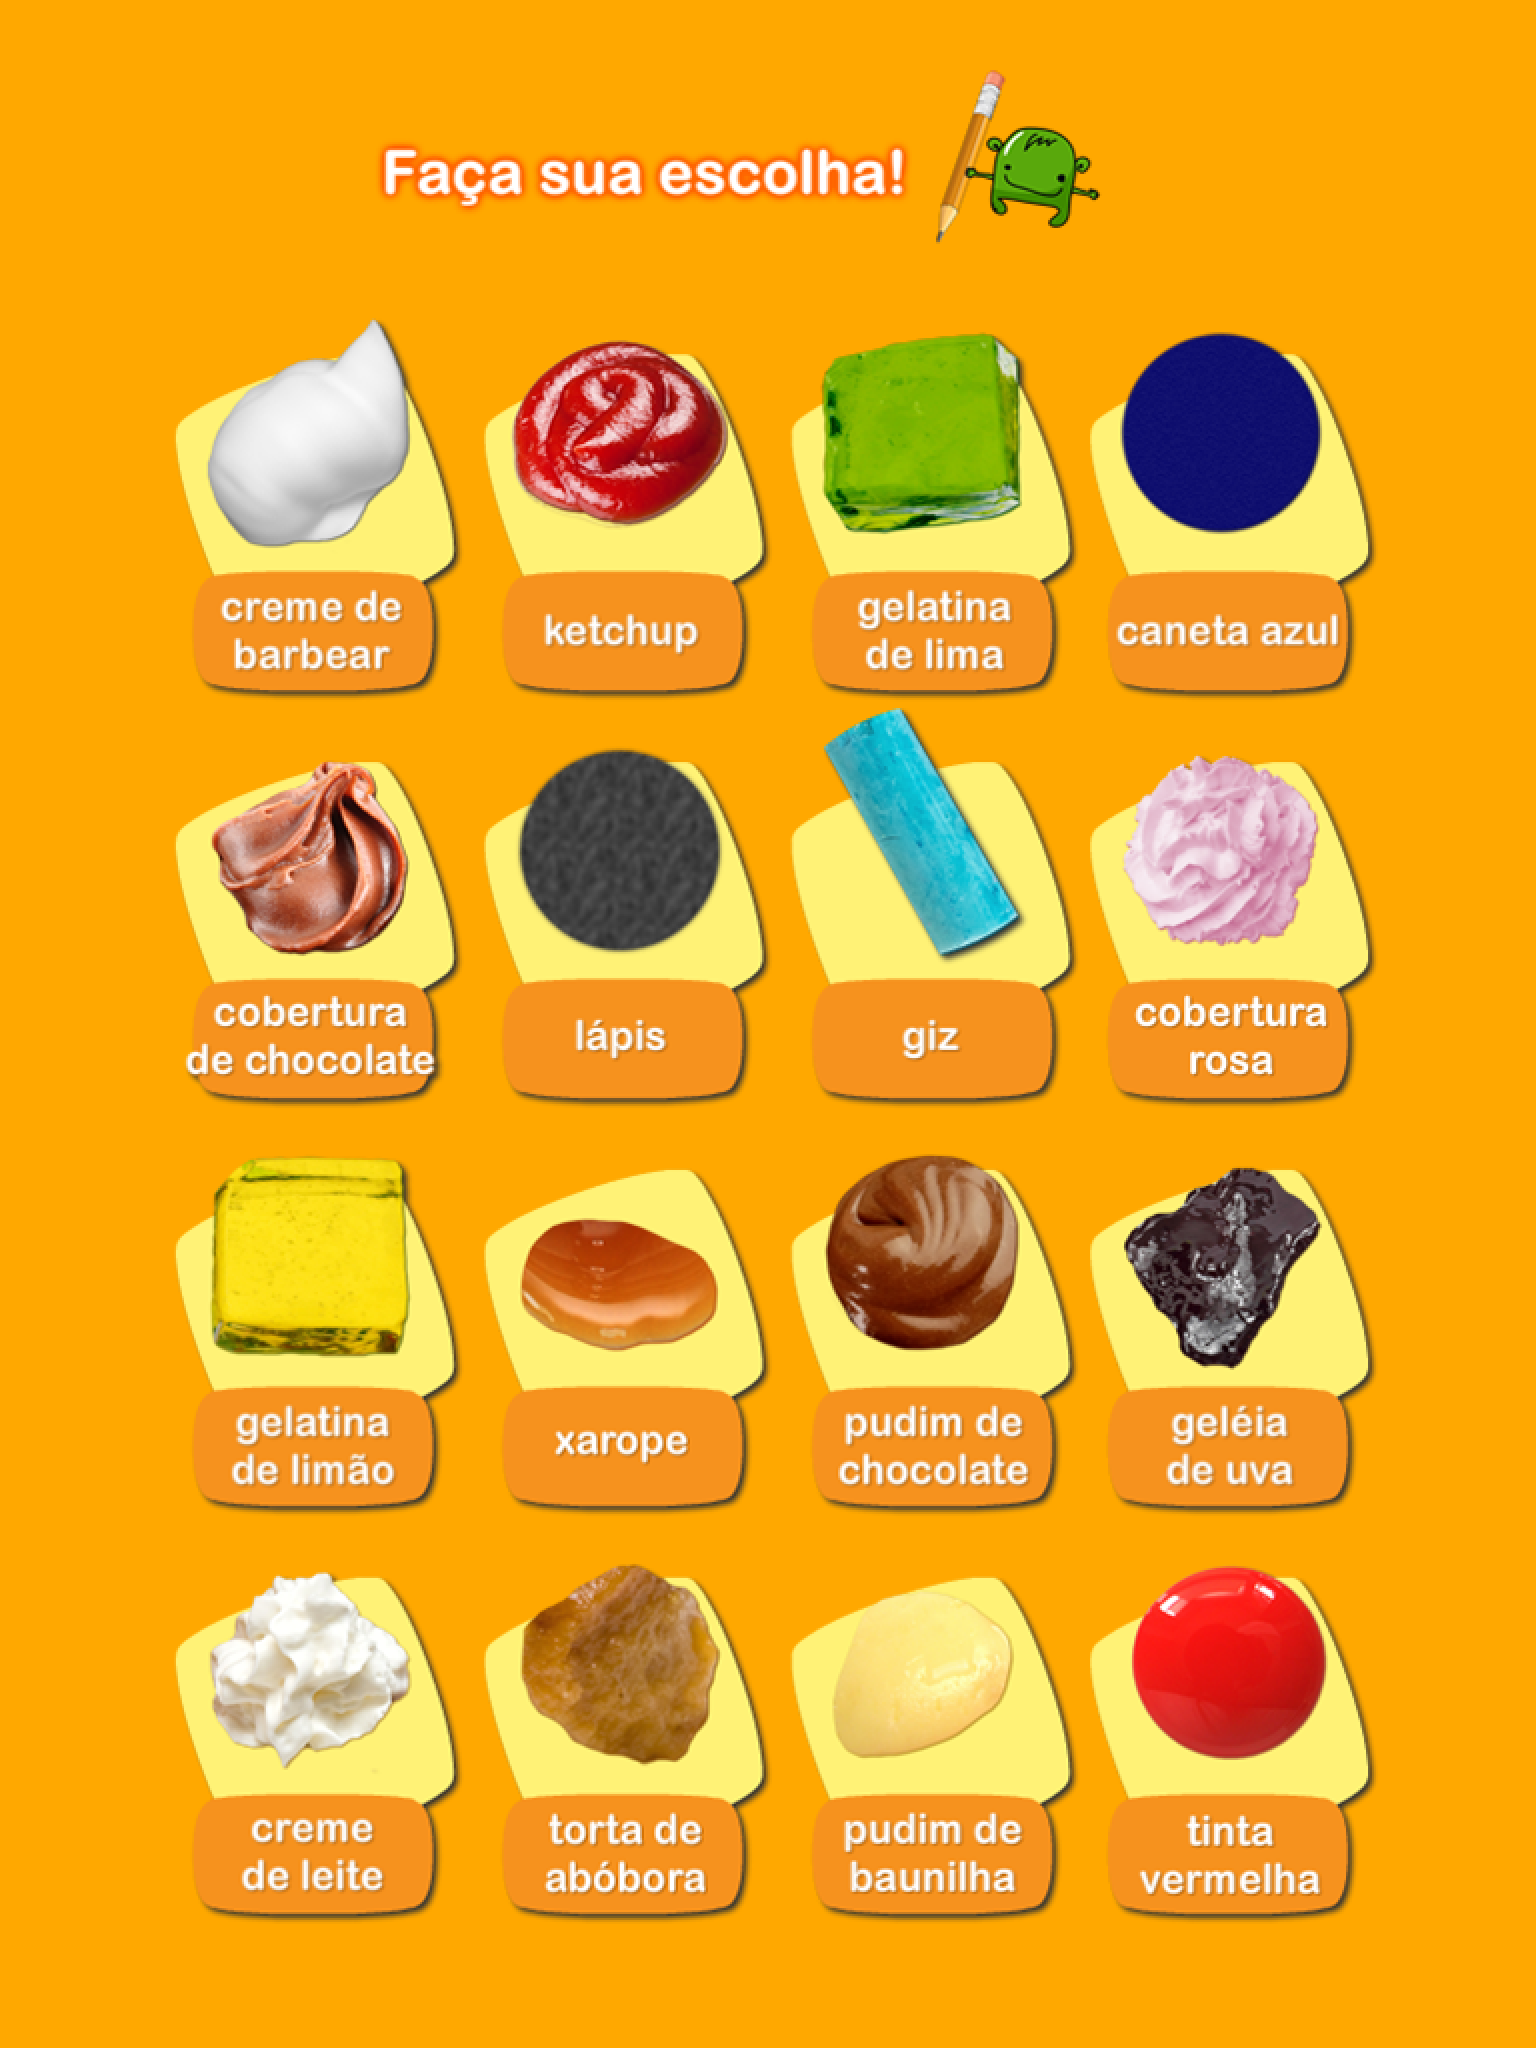 Faça sua escolha!
creme de
barbear
ketchup
gelatina
de lima
caneta azul
cobertura
de chocolate
lápis
giz
cobertura
rosa
gelatina
de limão
xarope
pudim de
chocolate
geléia
de uva
creme
de leite
torta de
abóbora
pudim de
baunilha
tinta
vermelha